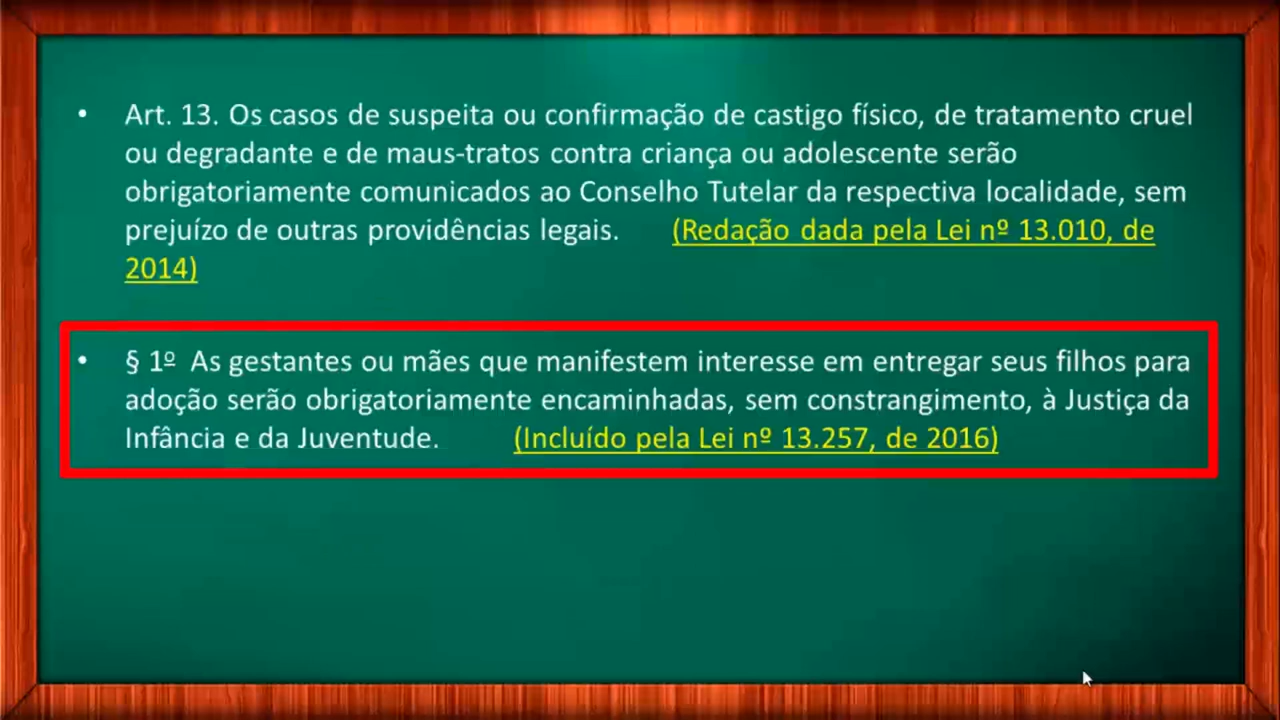 • Art. 13. Os casos de suspeita ou confirmação de castigo físico, de tratamento cruel
ou degradante e de maus-tratos contra criança ou adolescente serão
obrigatoriamente comunicados ao Conselho Tutelar da respectiva localidade, sem
prejuízo de outras providências legais. (Redação dada pela Lei nº 13.010, de
2014)
• § 1º As gestantes ou mães que manifestem interesse em entregar seus filhos para
adoção serão obrigatoriamente encaminhadas, sem constrangimento, à Justiça da
Infância e da Juventude. (Incluído pela Lei nº 13.257, de 2016)